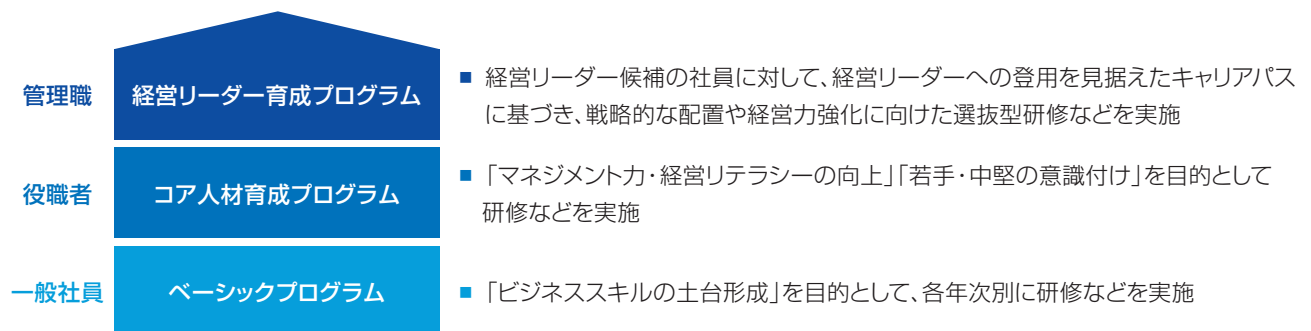 管理職
経営リーダー育成プログラム
■ 経営リーダー候補の社員に対して、経営リーダーへの登用を見据えたキャリアパス
に基づき、戦略的な配置や経営力強化に向けた選抜型研修などを実施
役職者
コア人材育成プログラム
■ 「マネジメント力・経営リテラシーの向上」「若手・中堅の意識付け」を目的として
研修などを実施
一般社員
ベーシックプログラム
■ 「ビジネススキルの土台形成」を目的として、各年次別に研修などを実施